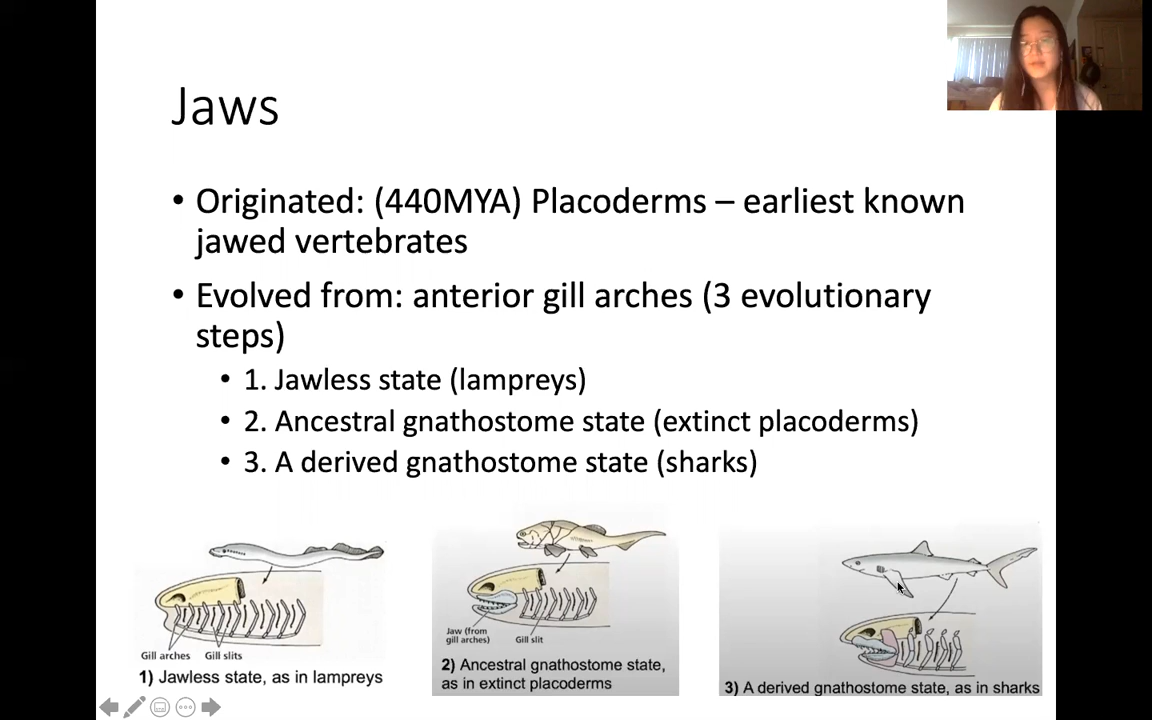 Jaws
• Originated: (440MYA) Placoderms – earliest known
jawed vertebrates
• Evolved from: anterior gill arches (3 evolutionary
steps)
• 1. Jawless state (lampreys)
• 2. Ancestral gnathostome state (extinct placoderms)
• 3. A derived gnathostome state (sharks)
Gill arches Gill slits
1) Jawless state, as in lampreys
Jaw (from
gill arches) Gill slit
2) Ancestral gnathostome state,
as in extinct placoderms
3) A derived gnathostome state, as in sharks